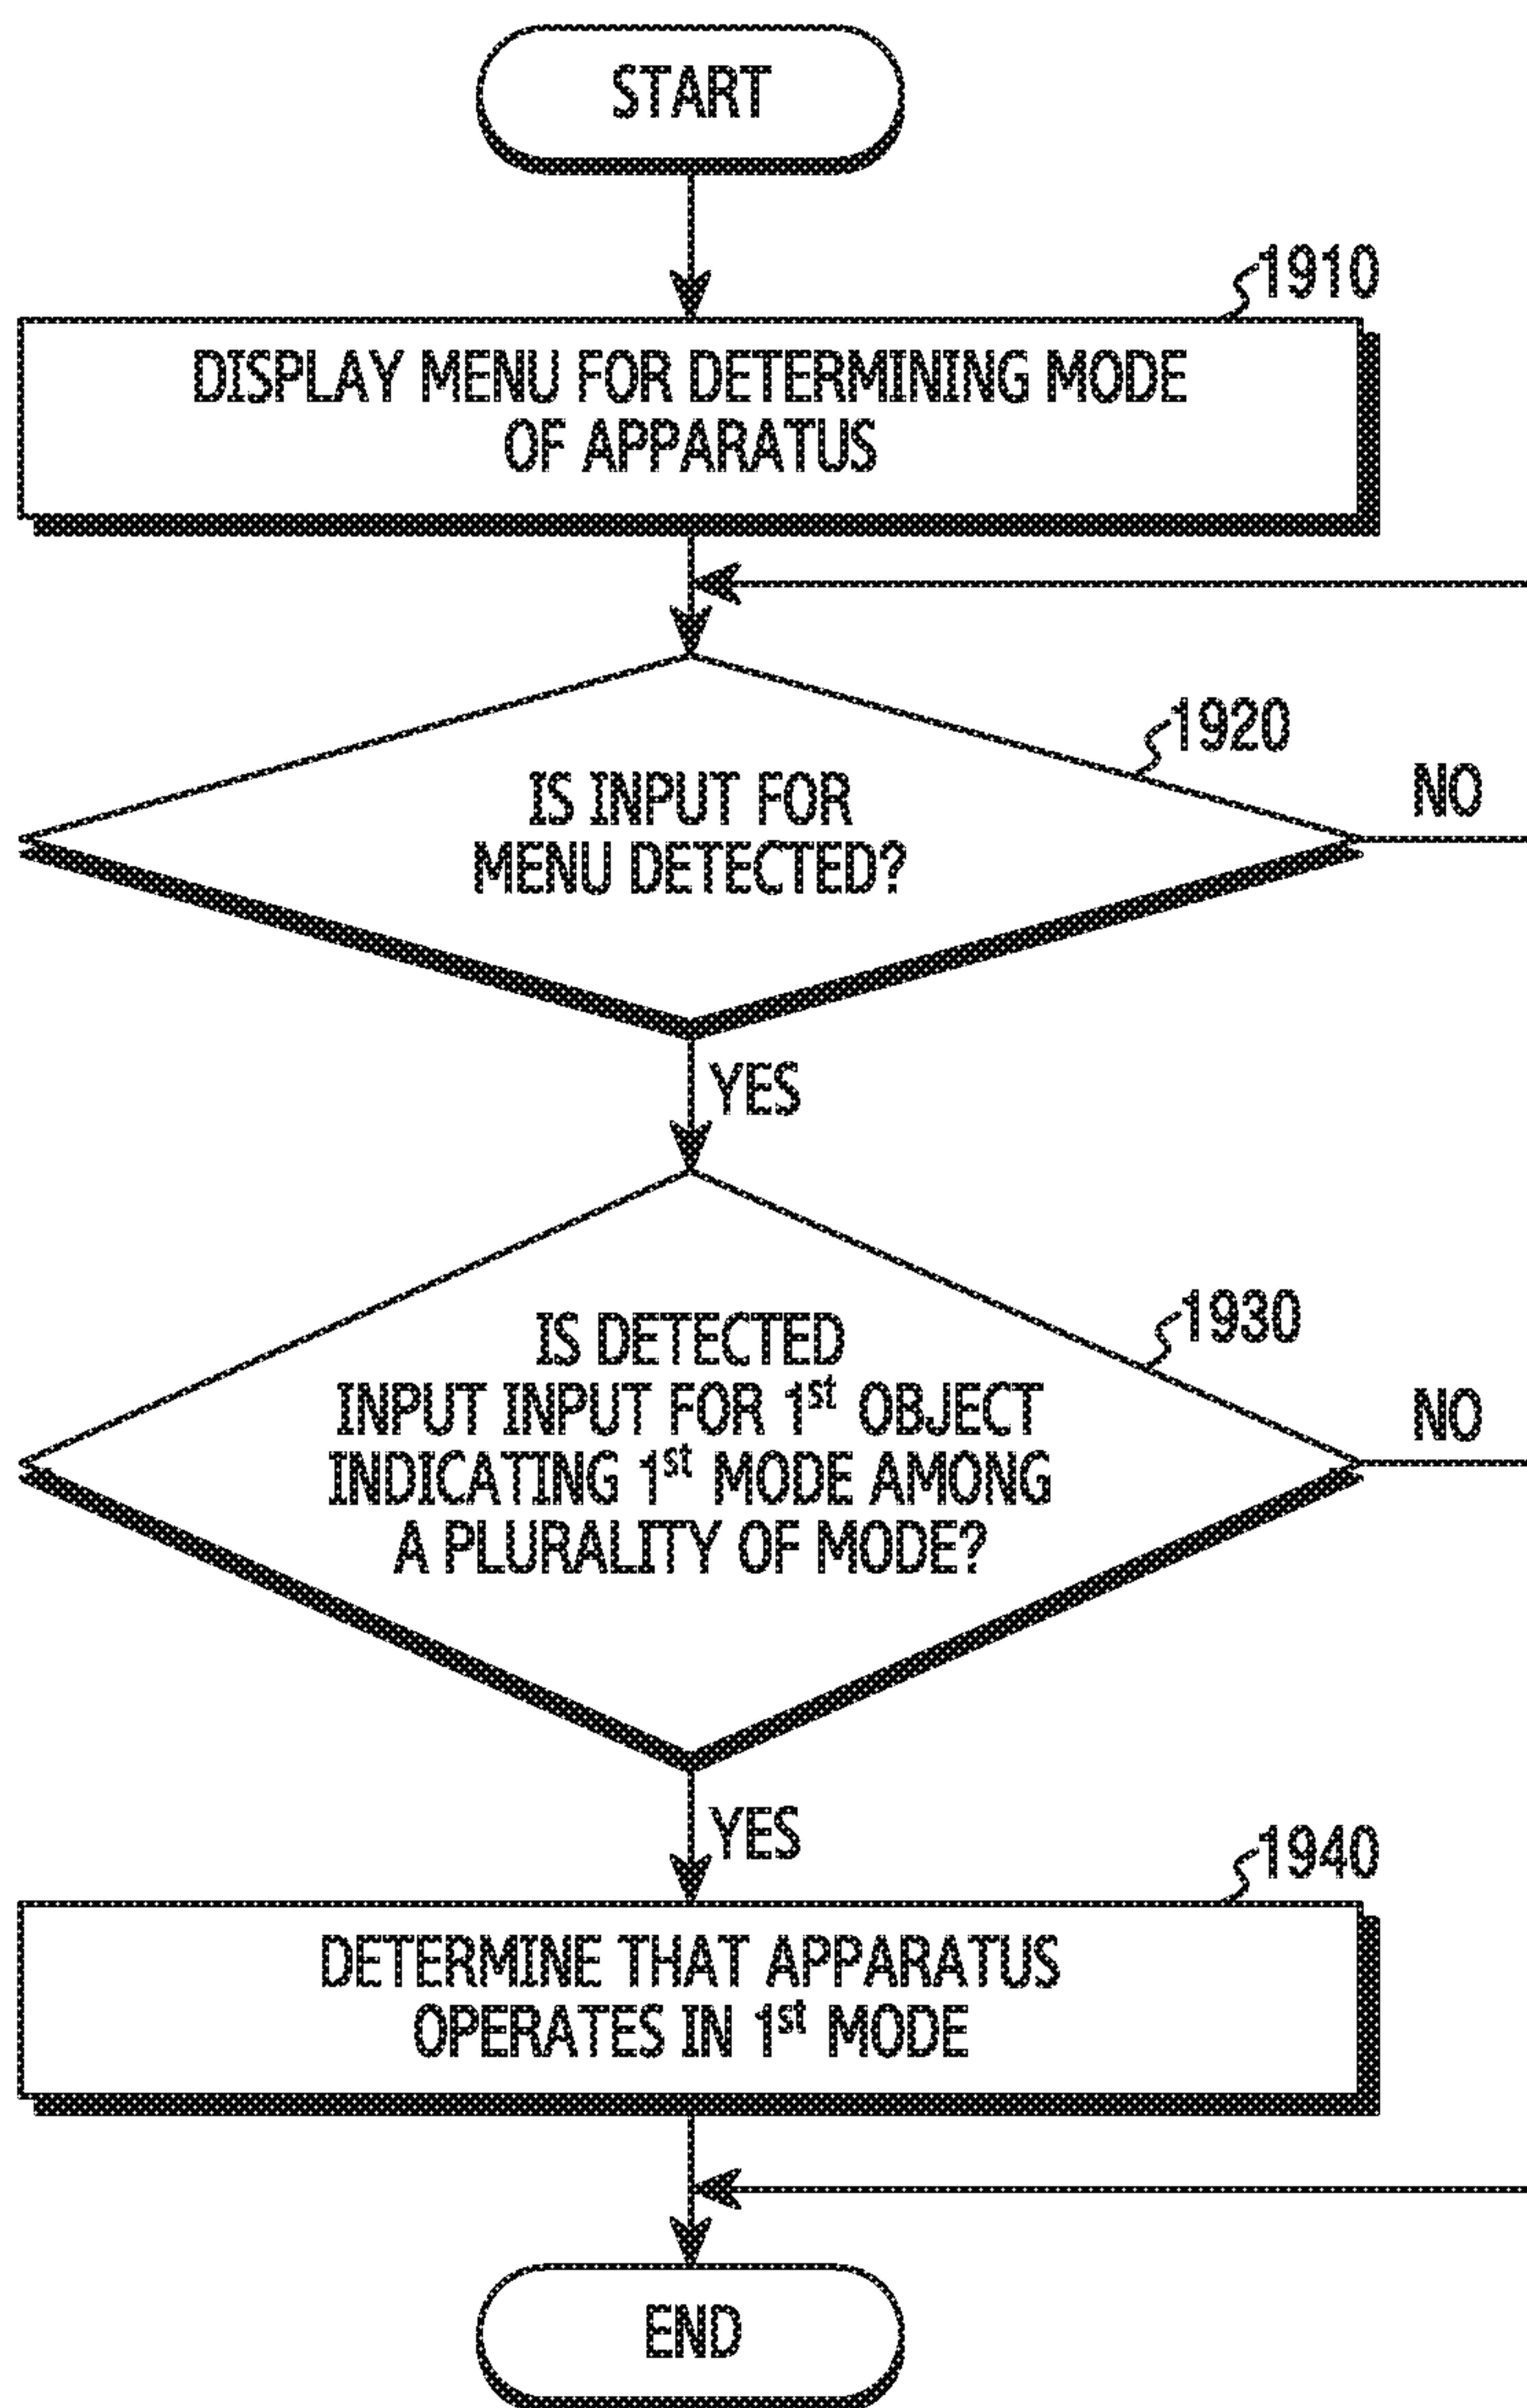 START
1910
DISPLAY MENU FOR DETERMINING MODE
OF APPARATUS
1920
IS INPUT FOR
MENU DETECTED?
NO
YES
1930
IS DETECTED
INPUT INPUT FOR 1st OBJECT
INDICATING 1st MODE AMONG
A PLURALITY OF MODE?
NO
YES
1940
DETERMINE THAT APPARATUS
OPERATES IN 1st MODE
END